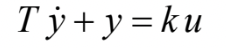 T ẏ + y = k u